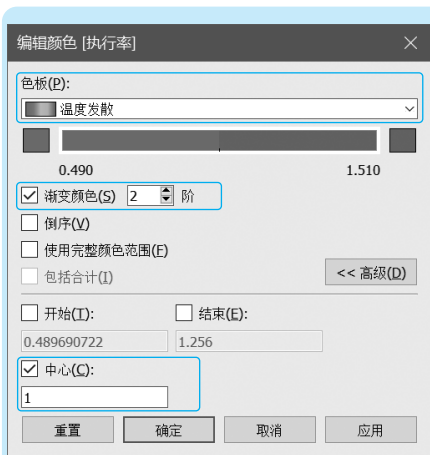 编辑颜色 [执行率]
色板(P):
温度发散
0.490 1.510
渐变颜色(S) 2 阶
倒序(V)
使用完整颜色范围(F)
包括合计(I) << 高级(D)
开始(T): 结束(E):
0.489690722 1.256
中心(C):
1
重置 确定 取消 应用